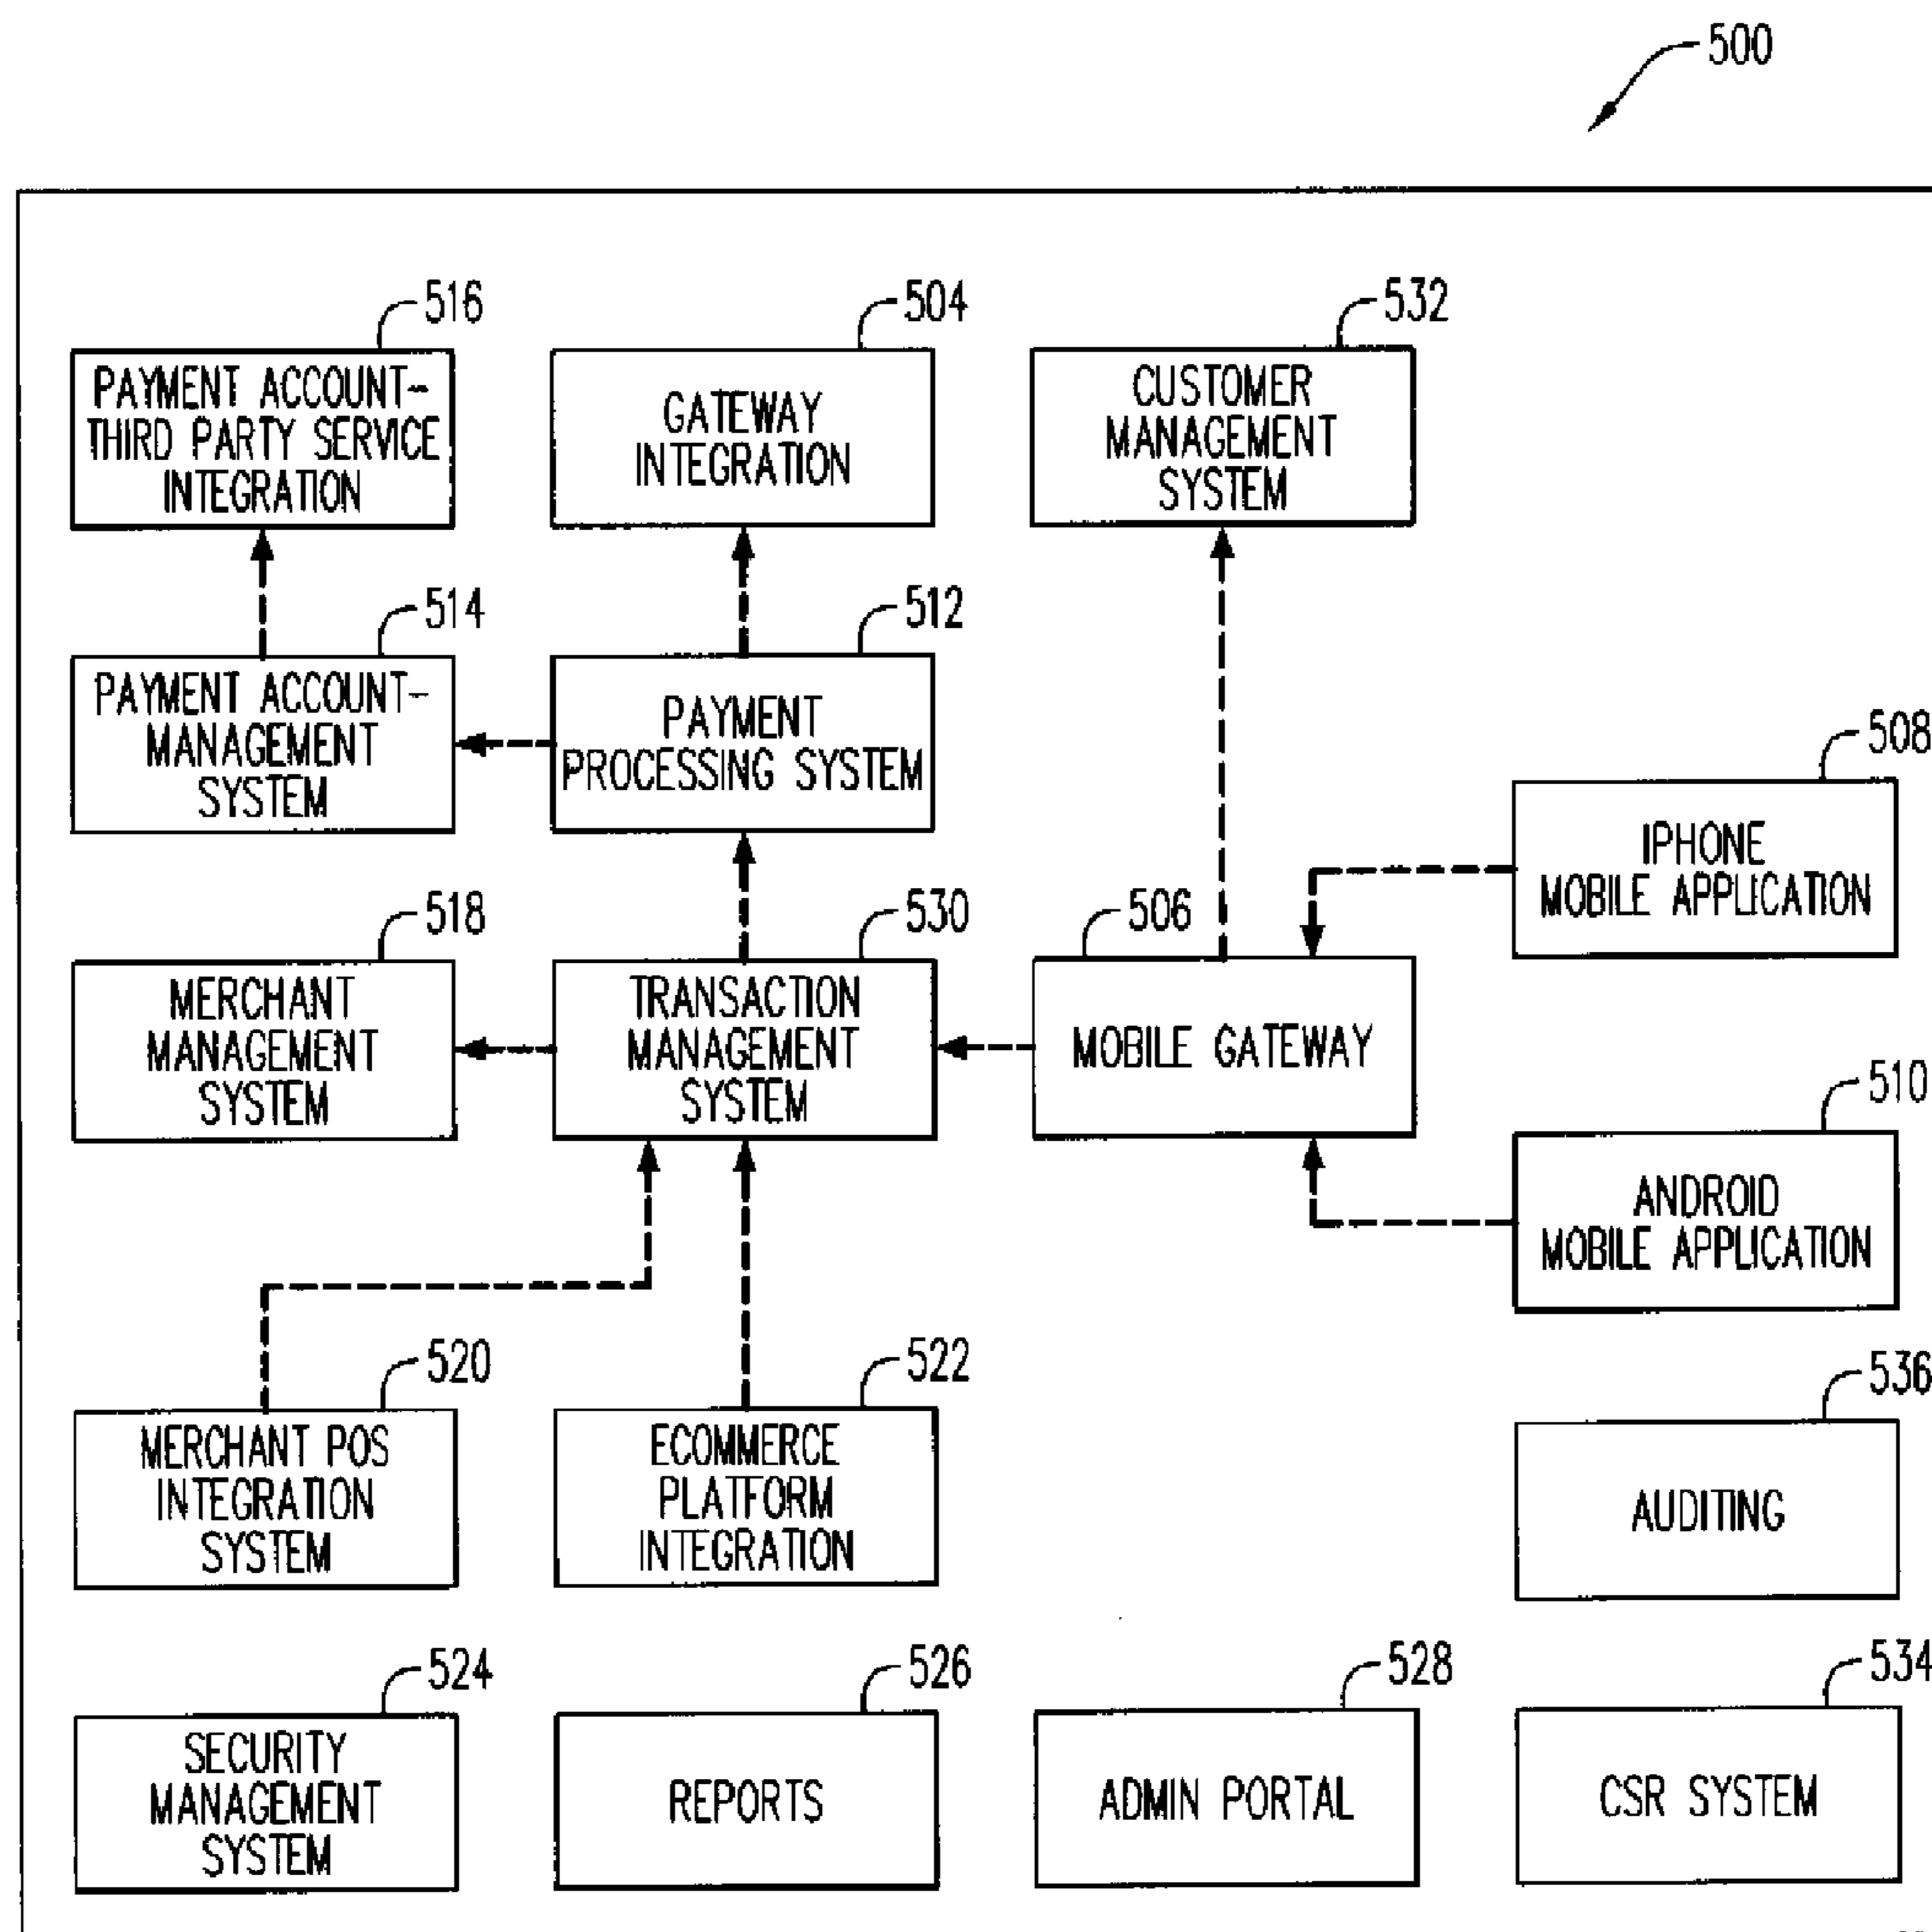 500
516
PAYMENT ACCOUNT-
THIRD PARTY SERVICE
INTEGRATION
504
GATEWAY
INTEGRATION
532
CUSTOMER
MANAGEMENT
SYSTEM
514
PAYMENT ACCOUNT-
MANAGEMENT
SYSTEM
512
PAYMENT
PROCESSING SYSTEM
508
IPHONE
MOBILE APPLICATION
518
MERCHANT
MANAGEMENT
SYSTEM
530
TRANSACTION
MANAGEMENT
SYSTEM
506
MOBILE GATEWAY
510
ANDROID
MOBILE APPLICATION
520
MERCHANT POS
INTEGRATION
SYSTEM
522
ECOMMERCE
PLATFORM
INTEGRATION
536
AUDITING
524
SECURITY
MANAGEMENT
SYSTEM
526
REPORTS
528
ADMIN PORTAL
534
CSR SYSTEM